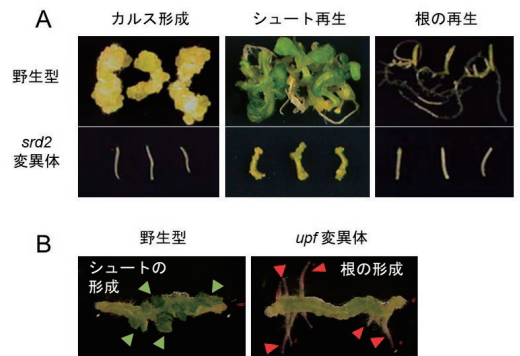 A
カルス形成
シュート再生
根の再生
野生型
srd2
変異体
B
野生型
upf 変異体
シュートの
形成
根の形成